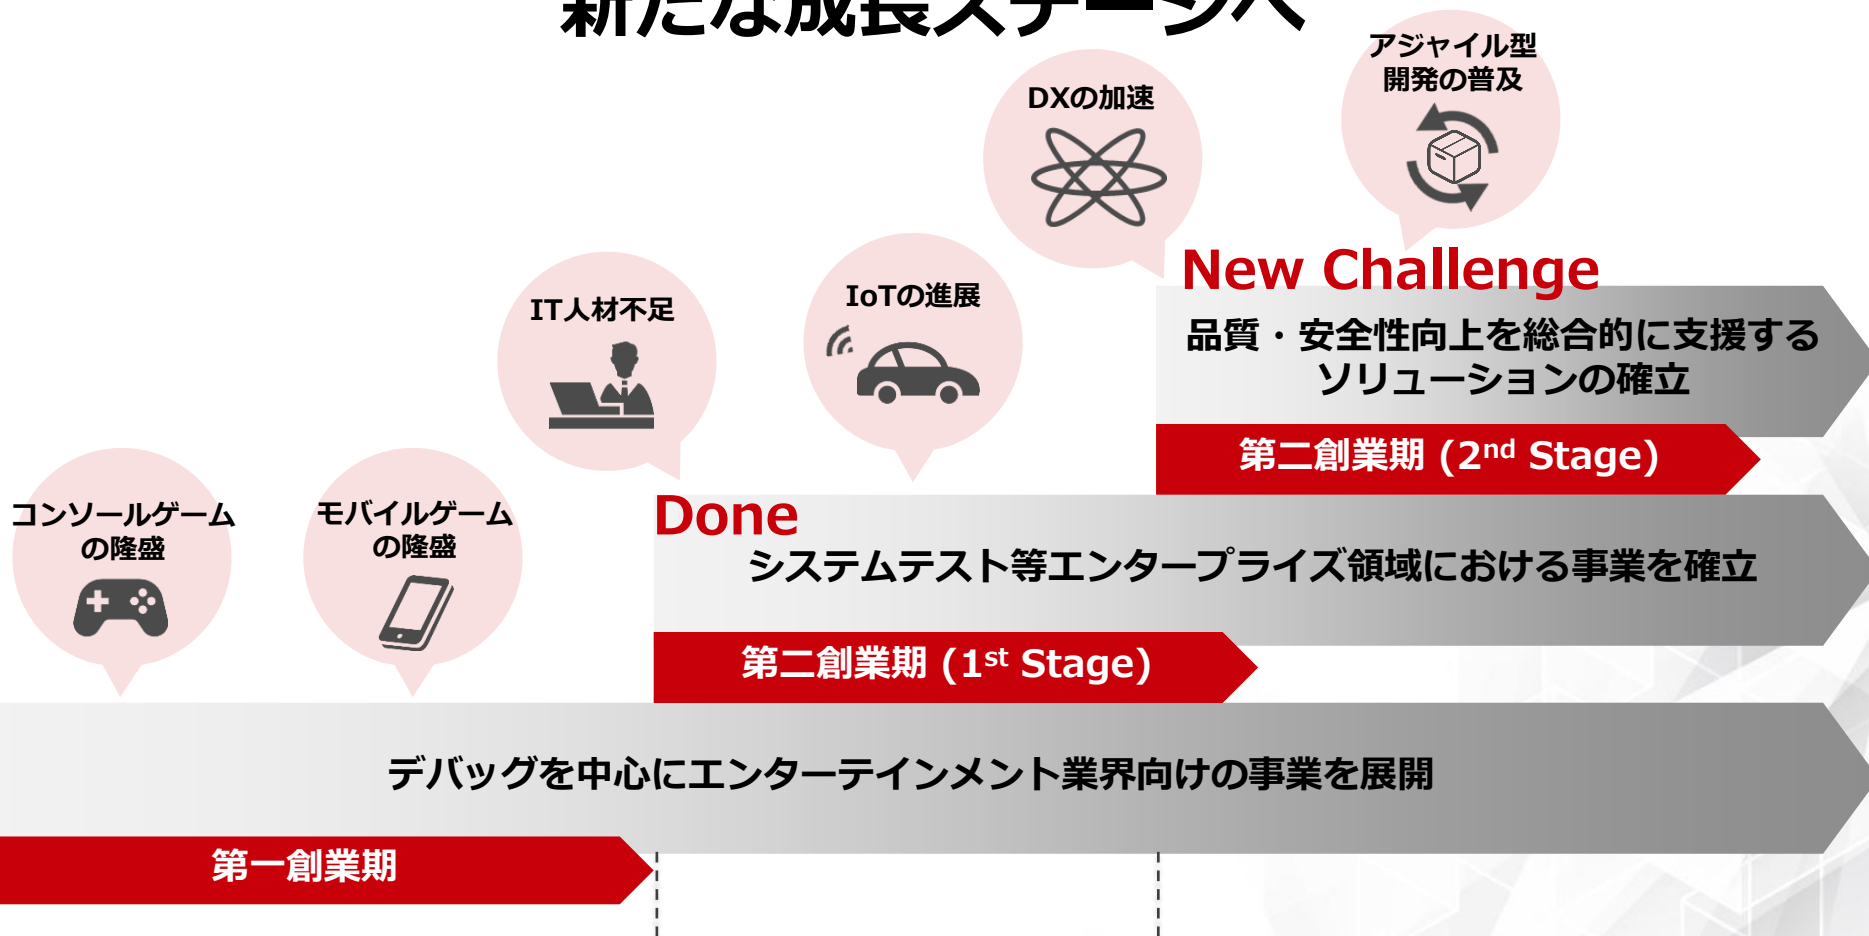 新たな成長ステージへ
アジャイル型
開発の普及
DXの加速
IT人材不足
IoTの進展
New Challenge
品質・安全性向上を総合的に支援する
ソリューションの確立
第二創業期 (2nd Stage)
コンソールゲーム
の隆盛
モバイルゲーム
の隆盛
Done
システムテスト等エンタープライズ領域における事業を確立
第二創業期 (1st Stage)
デバッグを中心にエンターテインメント業界向けの事業を展開
第一創業期